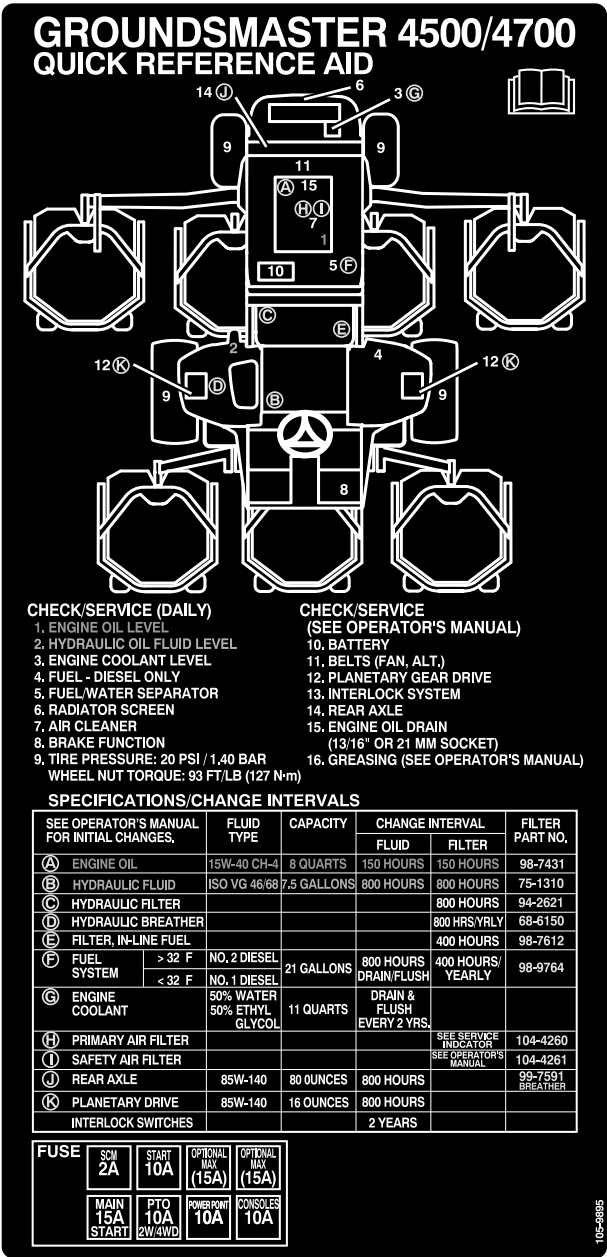 GROUNDSMASTER 4500/4700
QUICK REFERENCE AID
14 J
6
3 G
9
9
11
A 15
H I
7
1
10
5 F
C
E
2
4
12 K
12 K
9
D
B
9
8
CHECK/SERVICE (DAILY)
1. ENGINE OIL LEVEL
2. HYDRAULIC OIL FLUID LEVEL
3. ENGINE COOLANT LEVEL
4. FUEL - DIESEL ONLY
5. FUEL/WATER SEPARATOR
6. RADIATOR SCREEN
7. AIR CLEANER
8. BRAKE FUNCTION
9. TIRE PRESSURE: 20 PSI / 1,40 BAR
WHEEL NUT TORQUE: 93 FT/LB (127 N•m)
CHECK/SERVICE
(SEE OPERATOR'S MANUAL)
10. BATTERY
11. BELTS (FAN, ALT.)
12. PLANETARY GEAR DRIVE
13. INTERLOCK SYSTEM
14. REAR AXLE
15. ENGINE OIL DRAIN
(13/16" OR 21 MM SOCKET)
16. GREASING (SEE OPERATOR'S MANUAL)
SPECIFICATIONS/CHANGE INTERVALS
SEE OPERATOR'S MANUAL FLUID CAPACITY CHANGE INTERVAL FILTER
FOR INITIAL CHANGES. TYPE FLUID FILTER PART NO.
A ENGINE OIL 15W-40 CH-4 8 QUARTS 150 HOURS 150 HOURS 98-7431
B HYDRAULIC FLUID ISO VG 46/68 7.5 GALLONS 800 HOURS 800 HOURS 75-1310
C HYDRAULIC FILTER 800 HOURS 94-2621
D HYDRAULIC BREATHER 800 HRS/YRLY 68-6150
E FILTER, IN-LINE FUEL 400 HOURS 98-7612
F FUEL > 32 F NO. 2 DIESEL 21 GALLONS 800 HOURS 400 HOURS/ 98-9764
SYSTEM < 32 F NO. 1 DIESEL DRAIN/FLUSH YEARLY
G ENGINE 50% WATER 11 QUARTS DRAIN &
COOLANT 50% ETHYL FLUSH
GLYCOL EVERY 2 YRS.
H PRIMARY AIR FILTER SEE SERVICE 104-4260
INDCATOR
I SAFETY AIR FILTER SEE OPERATOR'S 104-4261
MANUAL
J REAR AXLE 85W-140 80 OUNCES 800 HOURS 99-7591
BREATHER
K PLANETARY DRIVE 85W-140 16 OUNCES 800 HOURS
INTERLOCK SWITCHES 2 YEARS
FUSE
SCM START OPTIONAL OPTIONAL
2A 10A MAX MAX
(15A) (15A)
MAIN PTO POWER POINT CONSOLES
15A 10A 10A 10A
START 2W/4WD
105-9895